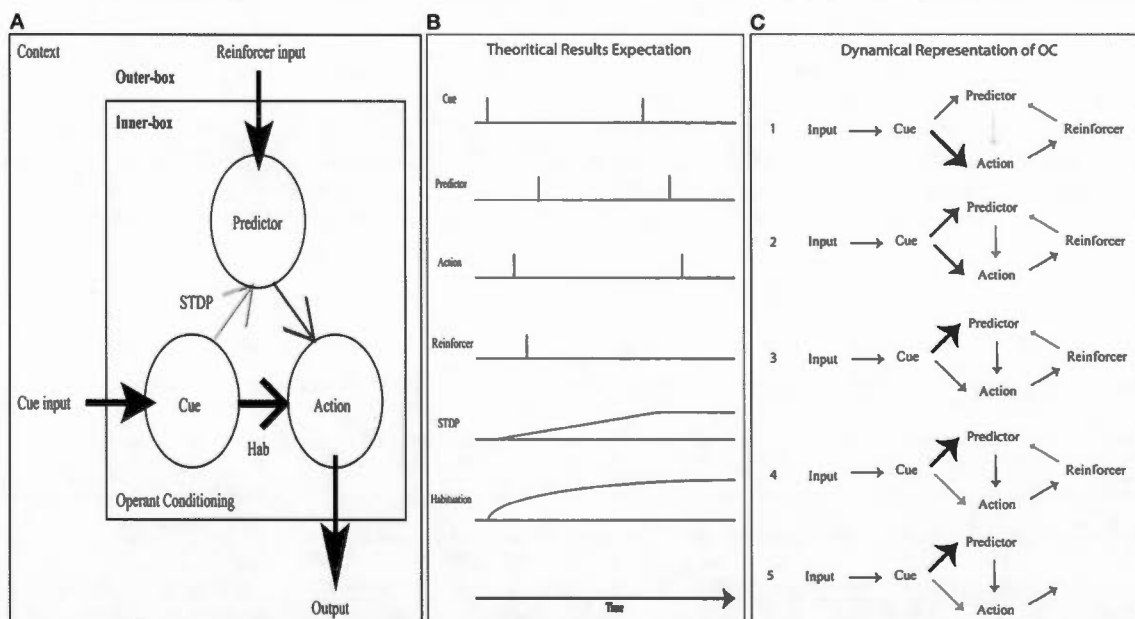 A
Context
Reinforcer input
Outer-box
Inner-box
Predictor
STDP
Cue input
Cue
Action
Hab
Operant Conditioning
Output
B
Theoritical Results Expectation
Cue
Predictor
Action
Reinforcer
STDP
Habituation
Time
C
Dynamical Representation of OC
Predictor
1 Input Cue Reinforcer
Action
Predictor
2 Input Cue Reinforcer
Action
Predictor
3 Input Cue Reinforcer
Action
Predictor
4 Input Cue Reinforcer
Action
Predictor
5 Input Cue
Action